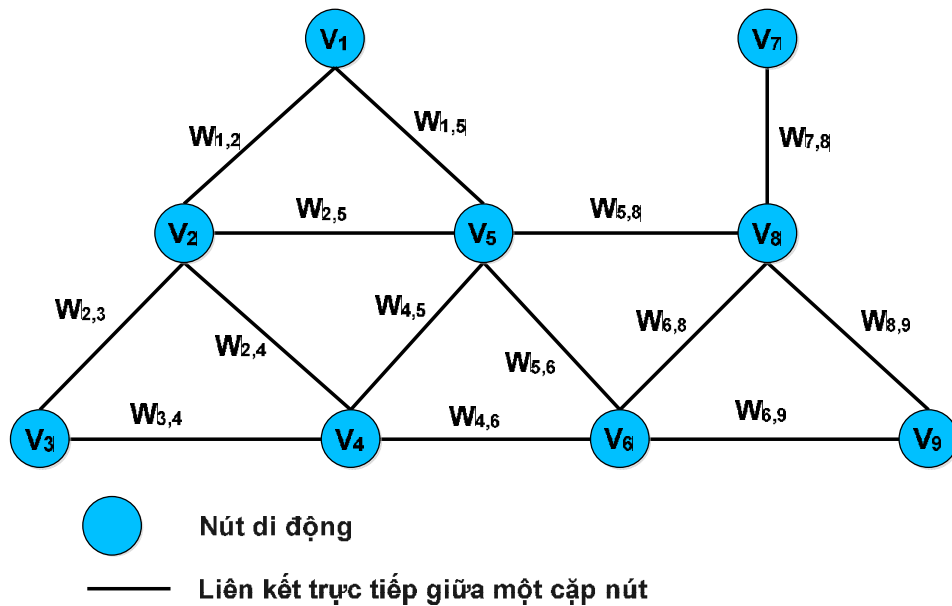 V1 V7
W1,2 W1,5 W7,8
W2,5 W5,8
V2 V5 V8
W2,3 W2,4 W4,5 W5,6 W6,8 W8,9
W3,4 W4,6 W6,9
V3 V4 V6 V9
Nút di động
Liên kết trực tiếp giữa một cặp nút